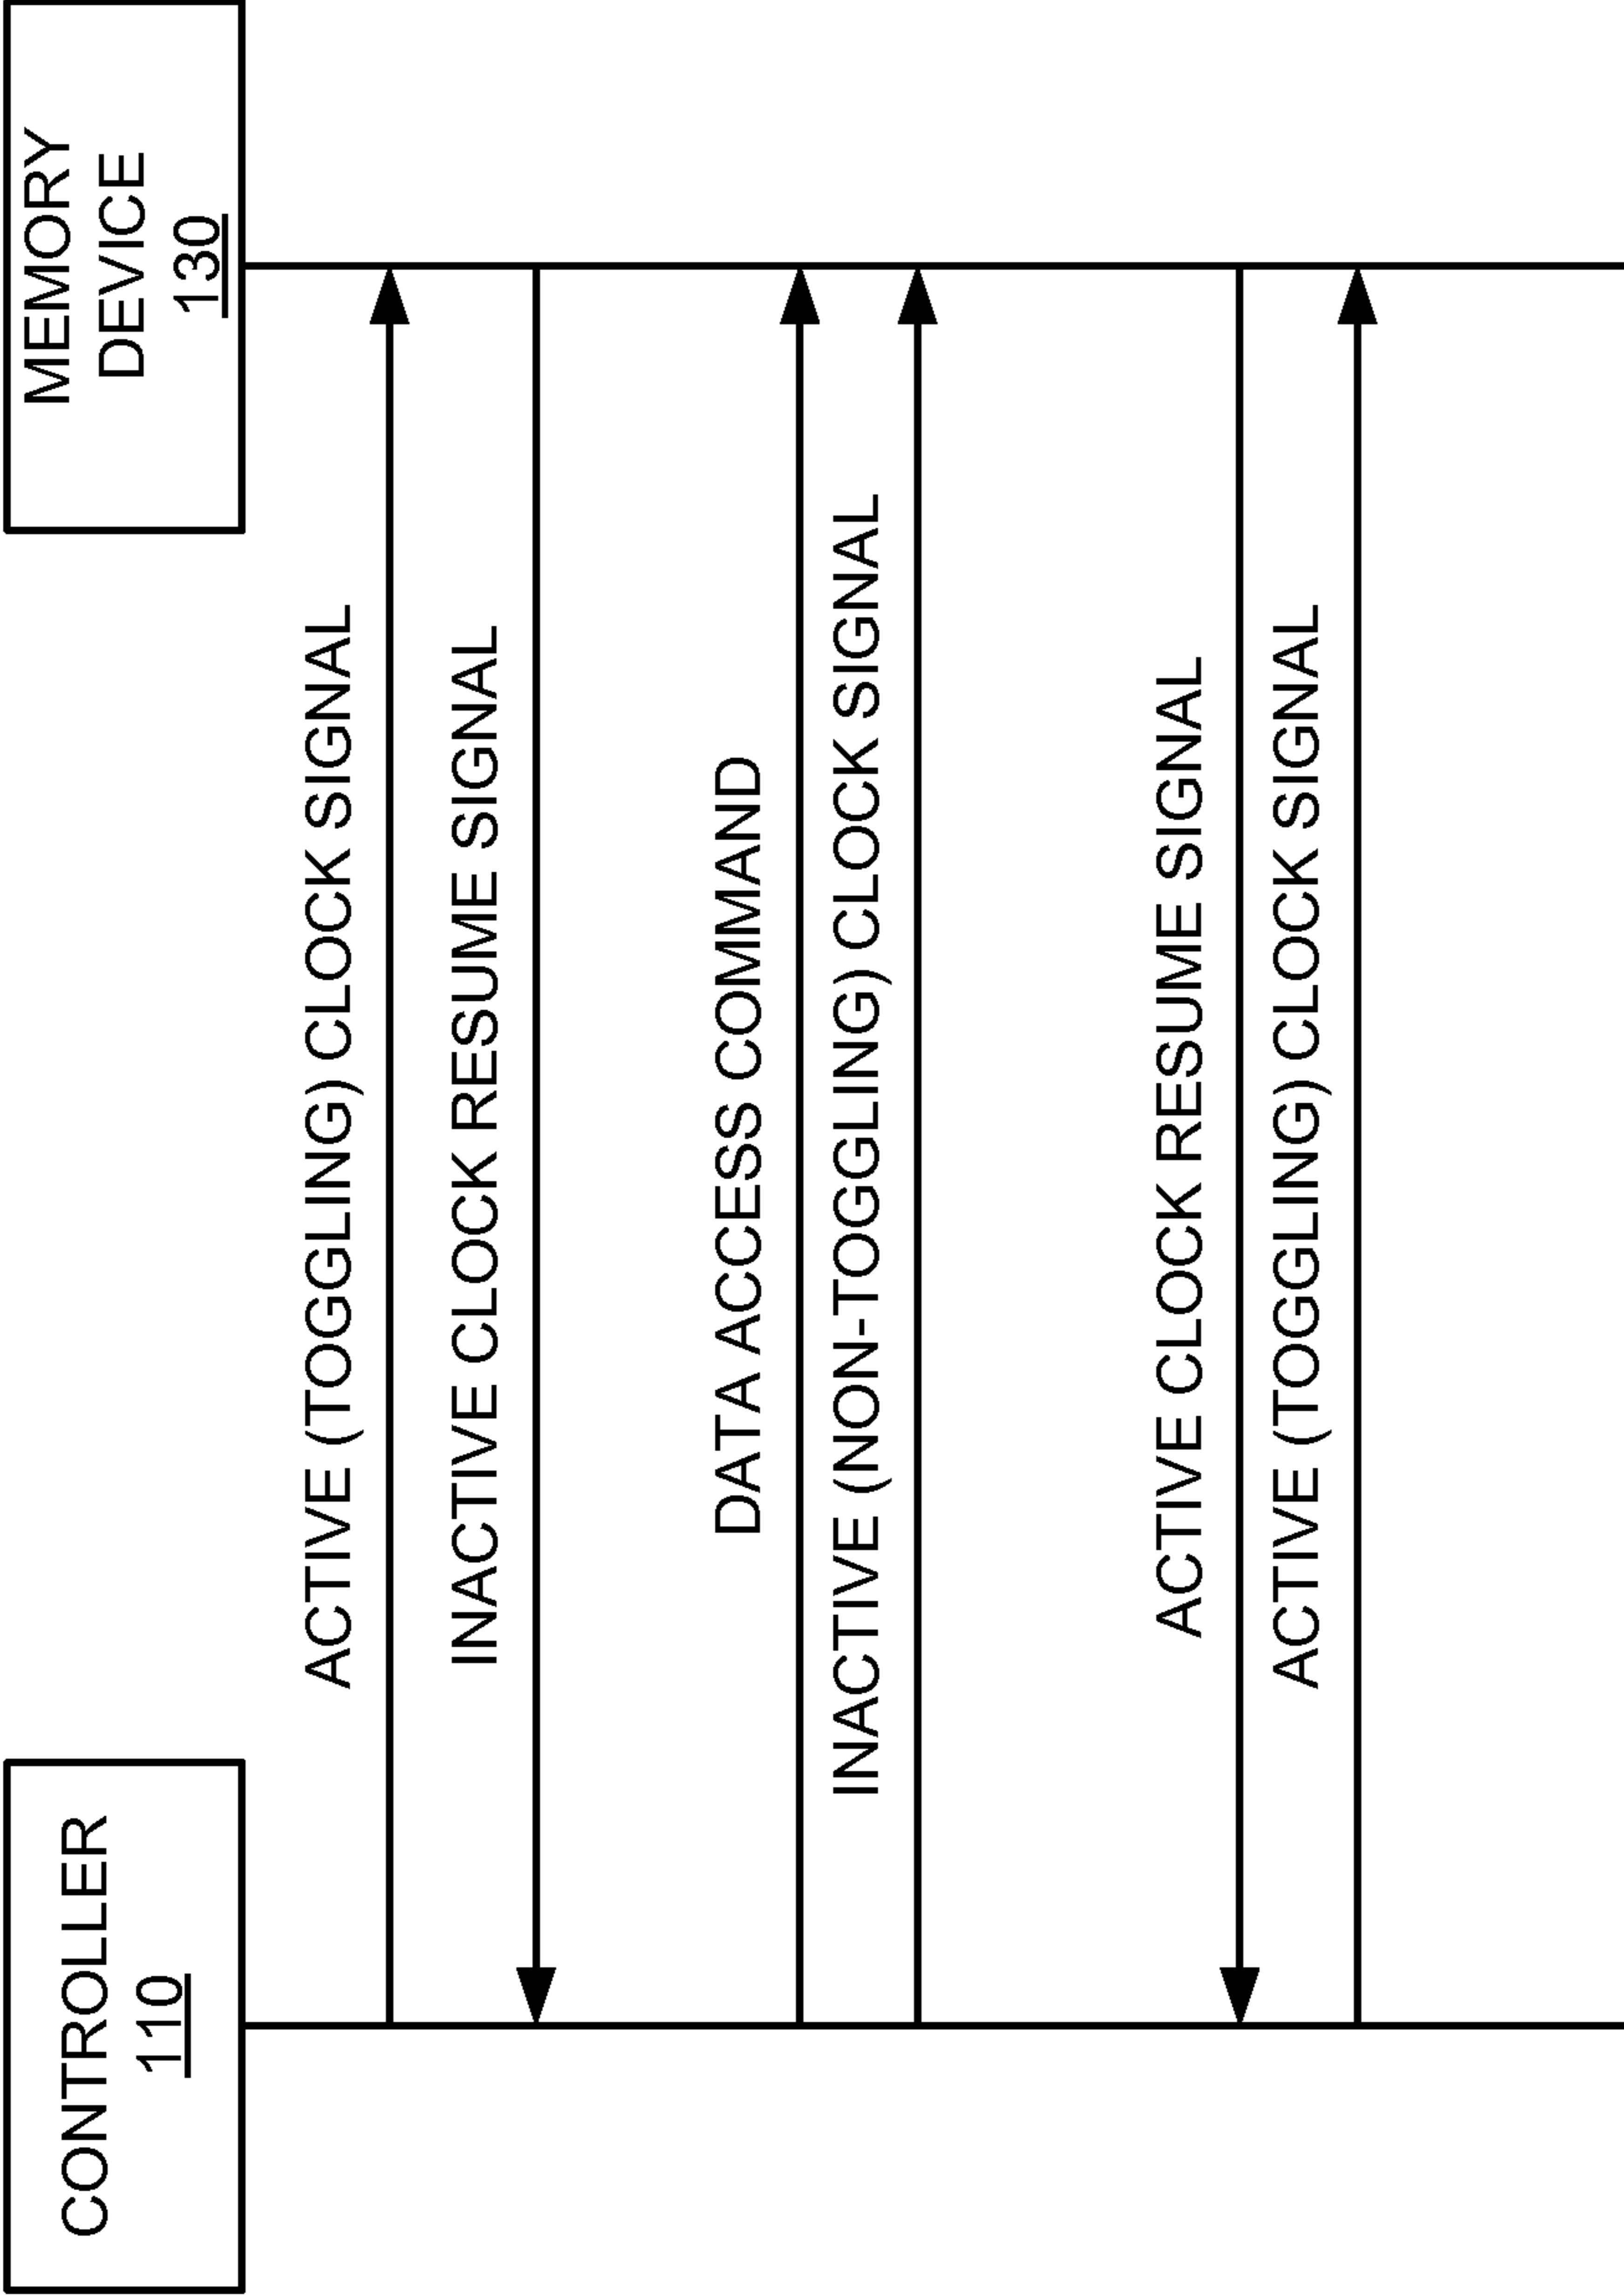 CONTROLLER
110
MEMORY
DEVICE
130
ACTIVE (TOGGLING) CLOCK SIGNAL
INACTIVE CLOCK RESUME SIGNAL
DATA ACCESS COMMAND
INACTIVE (NON-TOGGLING) CLOCK SIGNAL
ACTIVE CLOCK RESUME SIGNAL
ACTIVE (TOGGLING) CLOCK SIGNAL